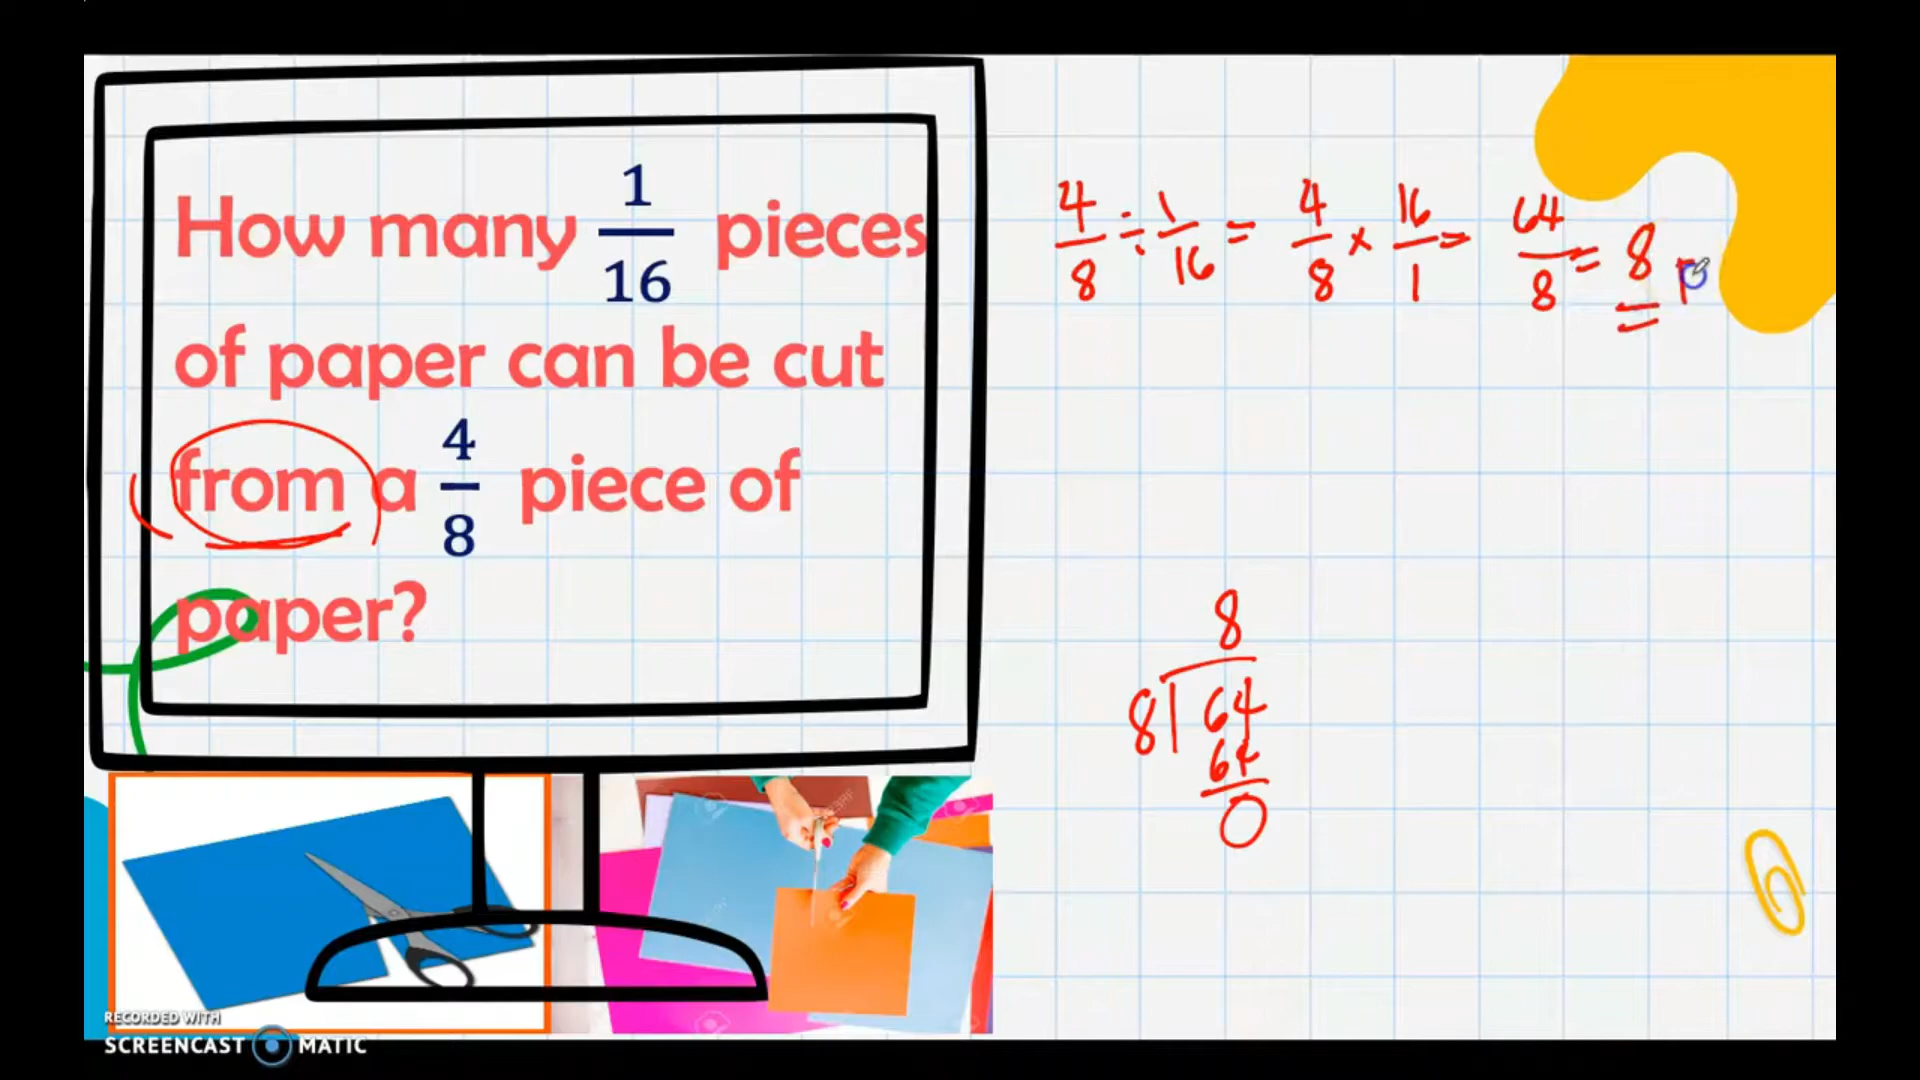 How many 1/16 pieces
of paper can be cut
from a 4/8 piece of
paper?
4/8 ÷ 1/16 = 4/8 × 16/1 = 64/8 = 8 P
8
8 64
64
0
RECORDED WITH
SCREENCAST MATIC